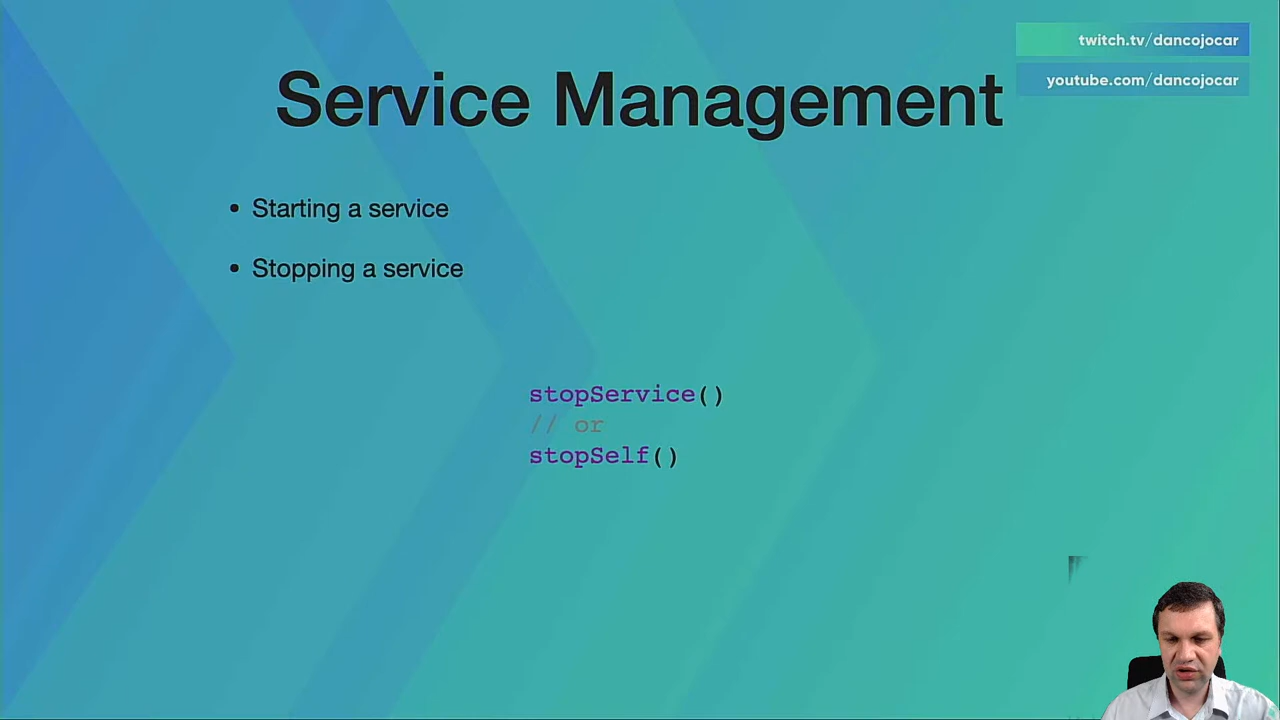 twitch.tv/dancojocar
youtube.com/dancojocar
Service Management
• Starting a service
• Stopping a service
stopService()
// or
stopSelf()